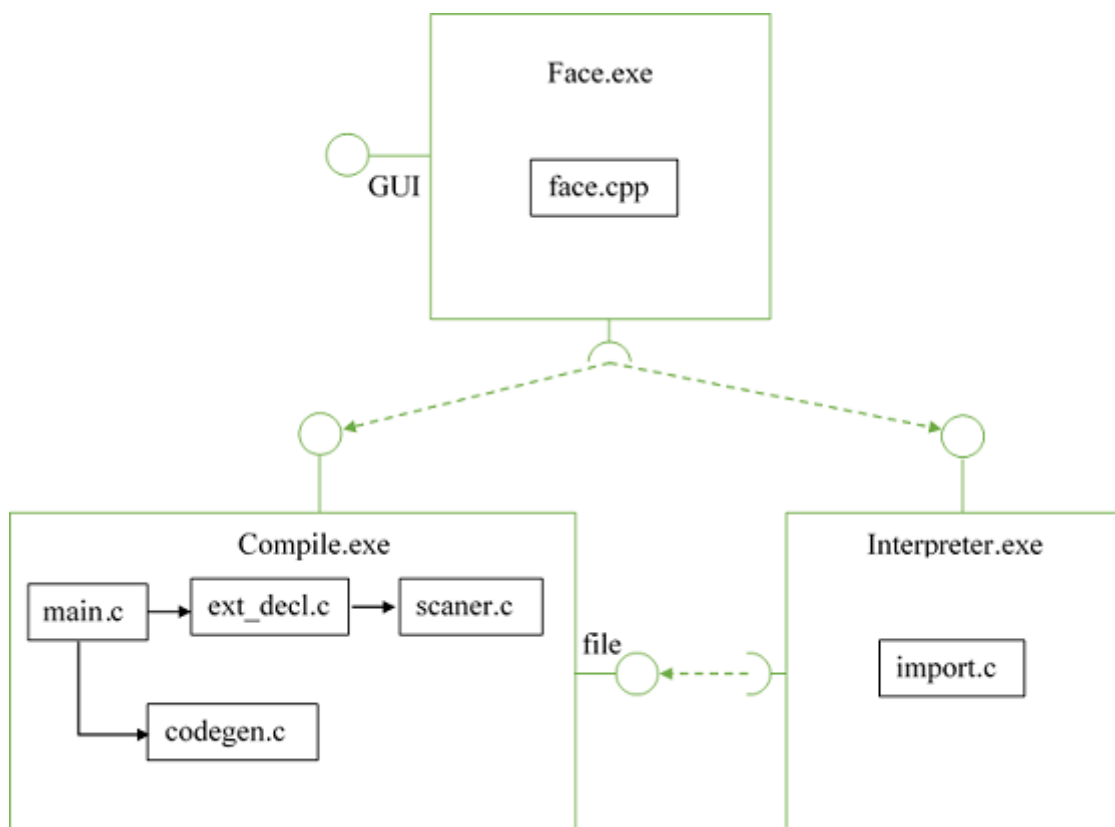 Face.exe
face.cpp
GUI
Compile.exe
main.c
ext_decl.c
scaner.c
codegen.c
file
Interpreter.exe
import.c